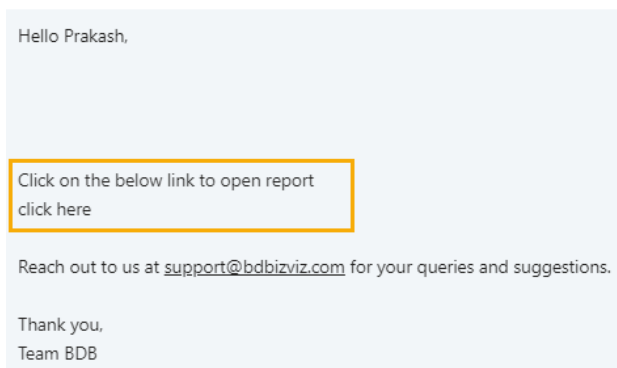 Hello Prakash,
Click on the below link to open report
click here
Reach out to us at support@bdbizviz.com for your queries and suggestions.
Thank you,
Team BDB